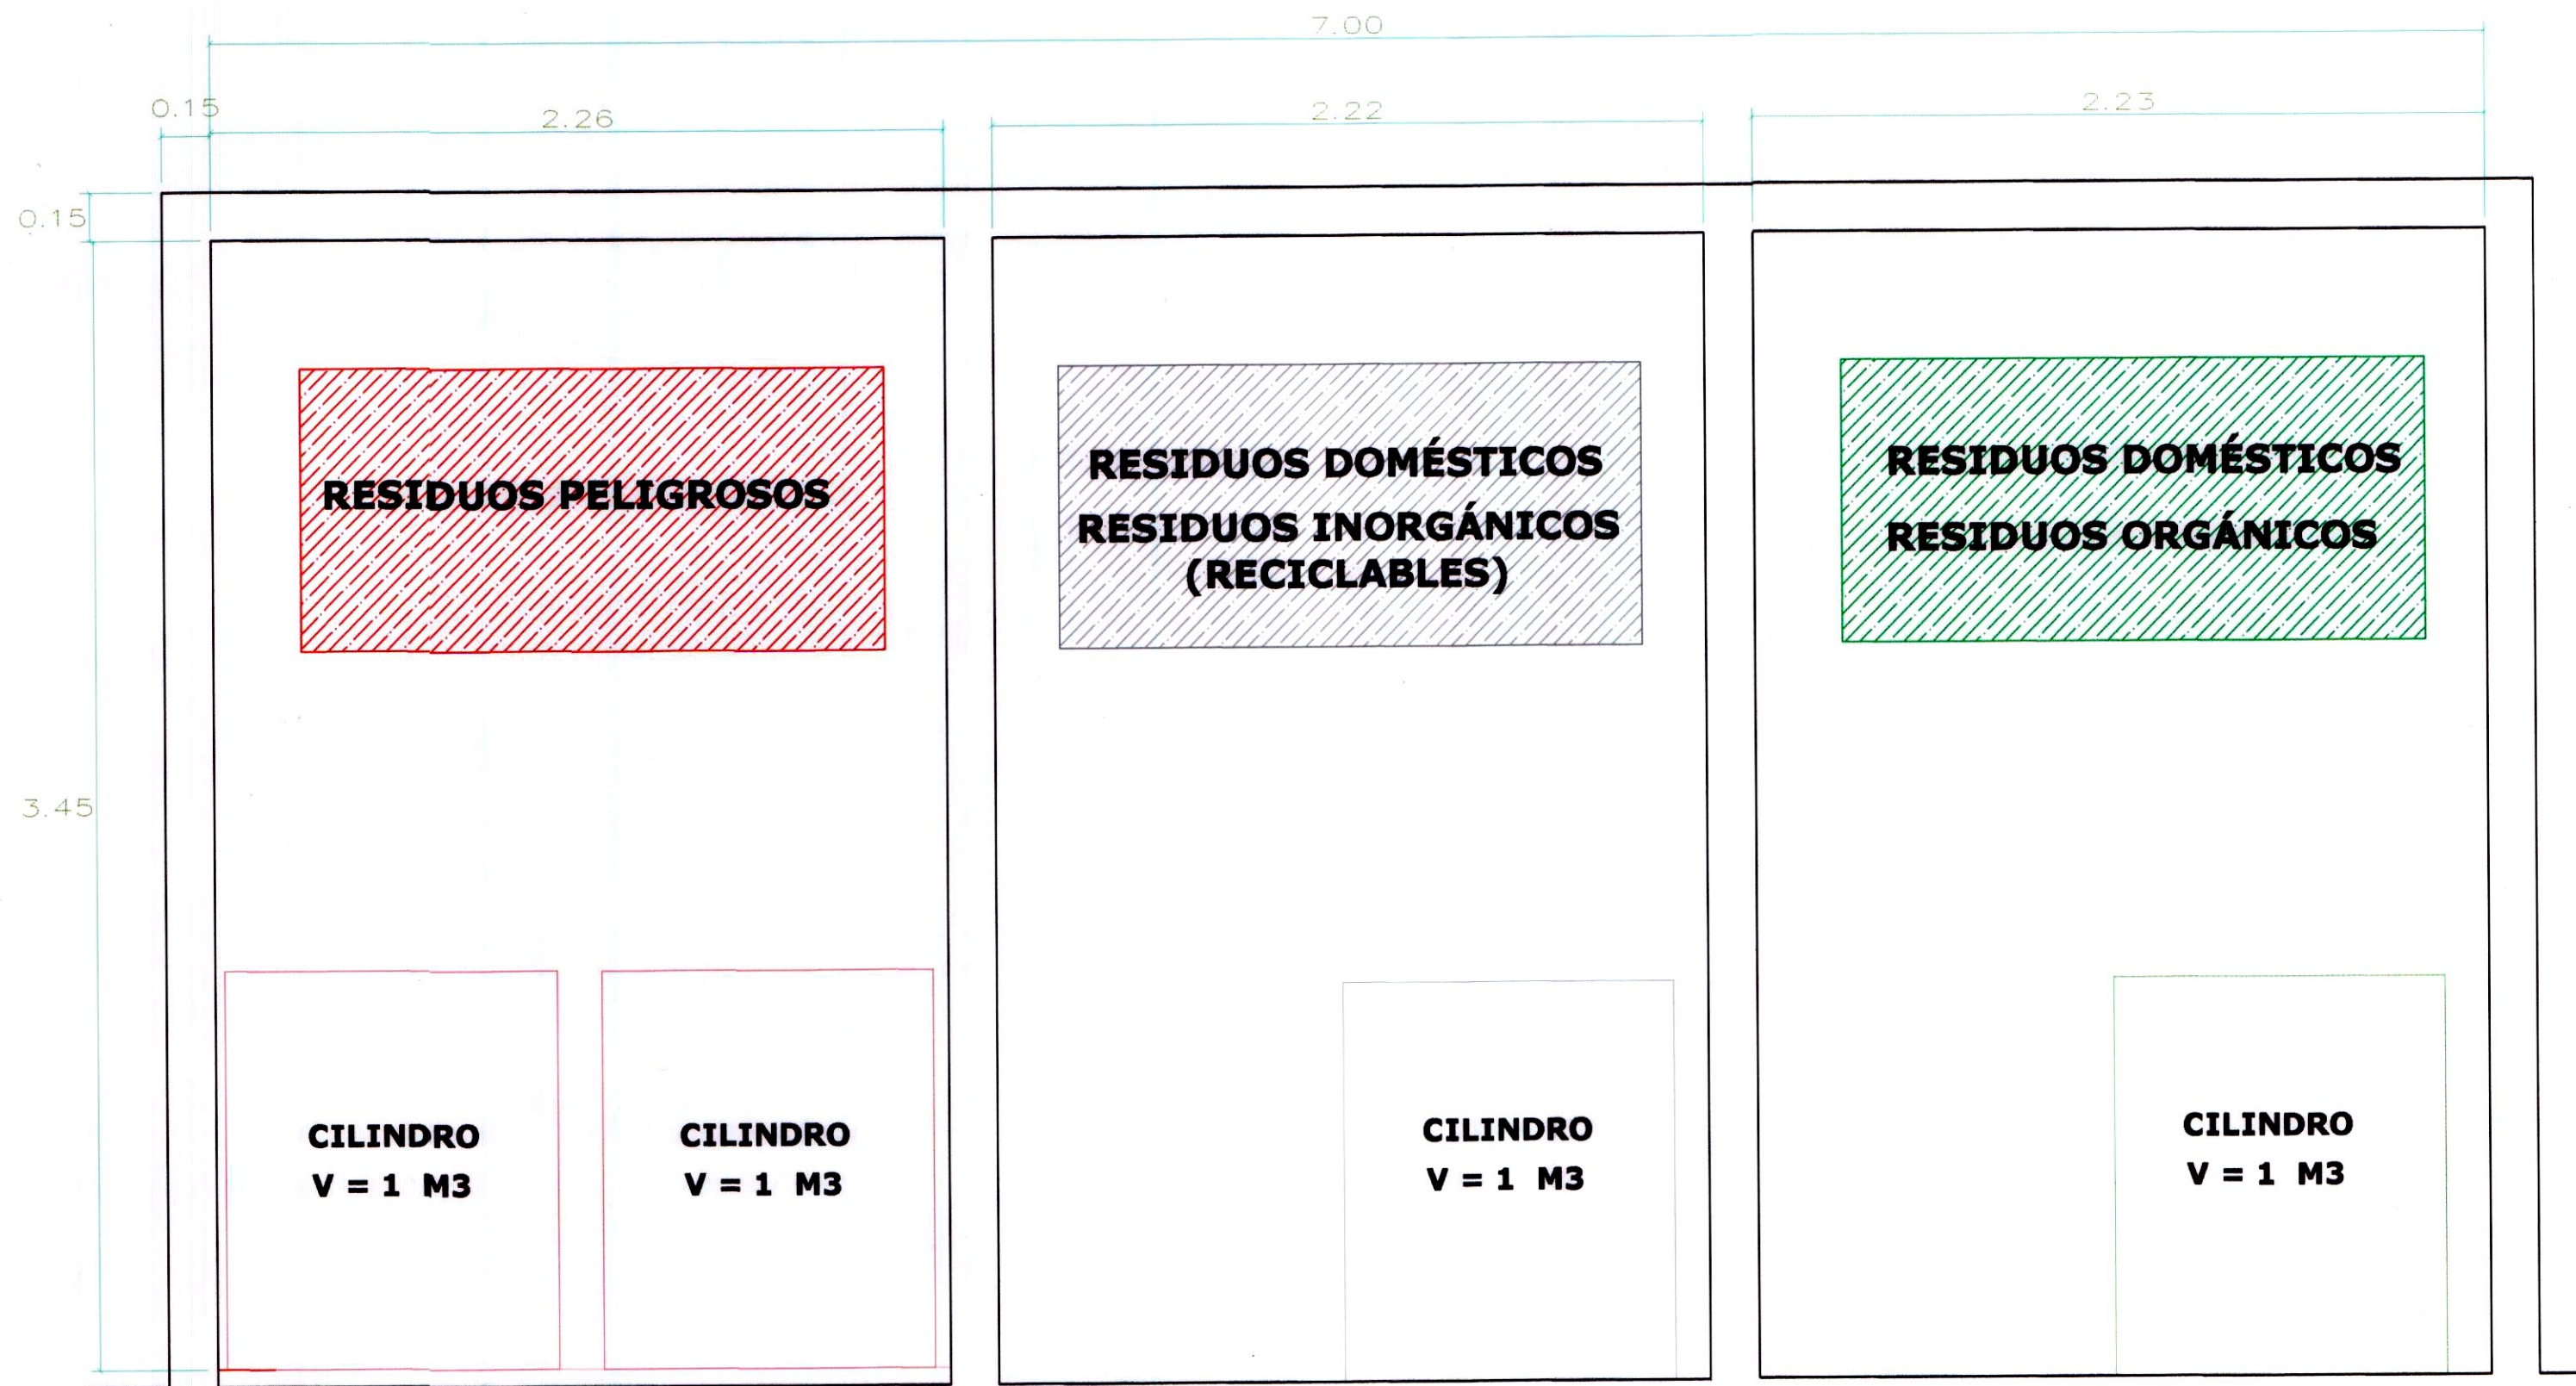 7.00
0.15
2.26
2.22
2.23
0.15
RESIDUOS PELIGROSOS
RESIDUOS DOMÉSTICOS
RESIDUOS INORGÁNICOS
(RECICLABLES)
RESIDUOS DOMÉSTICOS
RESIDUOS ORGÁNICOS
3.45
CILINDRO
V = 1 M3
CILINDRO
V = 1 M3
CILINDRO
V = 1 M3
CILINDRO
V = 1 M3